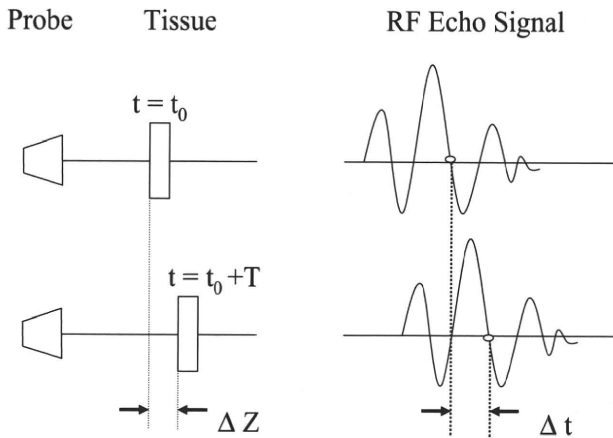 Probe Tissue RF Echo Signal
t = t₀
t = t₀ +T
Δ Z Δ t